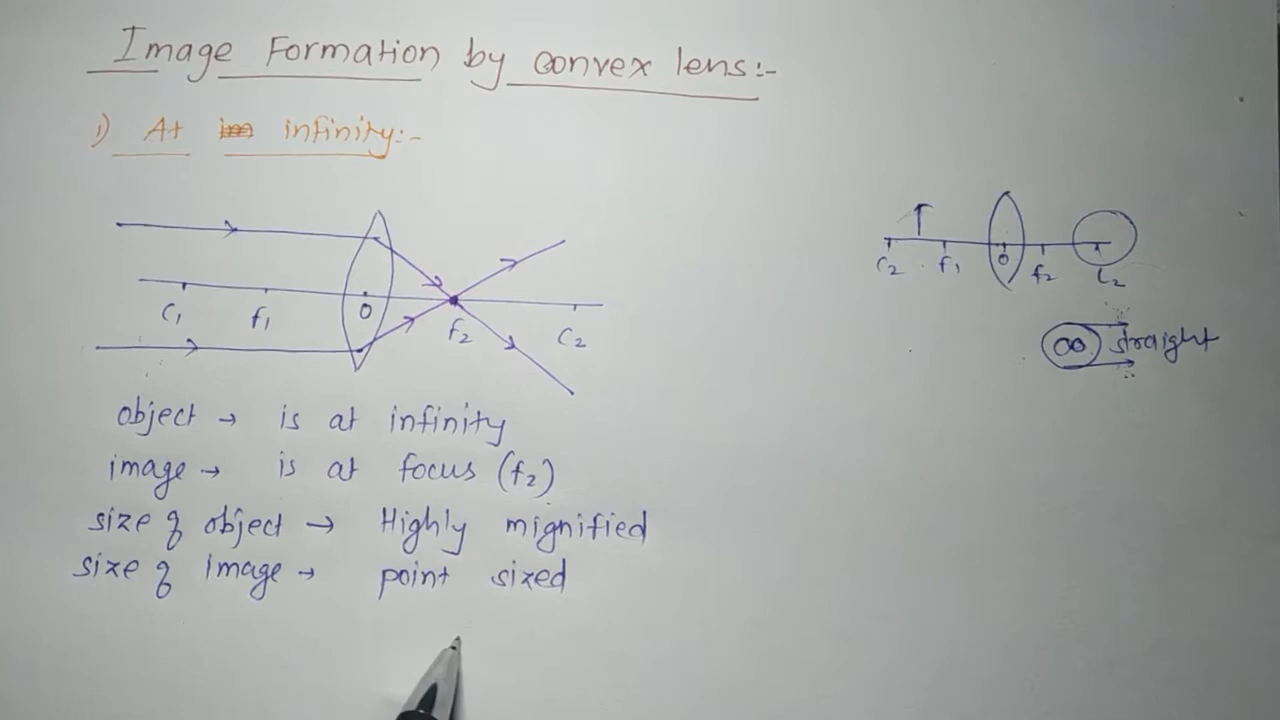 Image Formation by convex lens:-
1) At im infinity:-
C1 f1 O f2 C2
C2 f1 O f2 C2
∞ straight
object → is at infinity
image → is at focus (f2)
size of object → Highly mignified
size of image → point sized